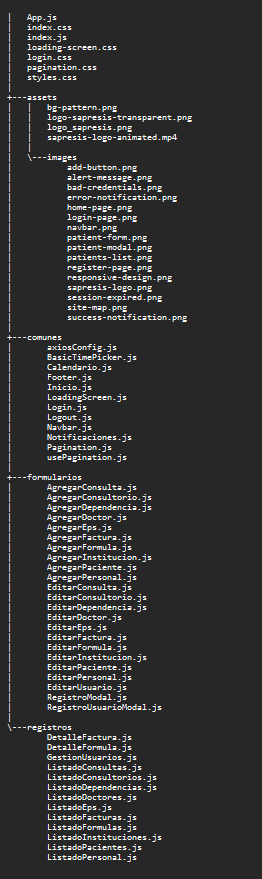 |   App.js
|   index.css
|   index.js
|   loading-screen.css
|   login.css
|   pagination.css
|   styles.css
|
+---assets
|   |   bg-pattern.png
|   |   logo-sapresis-transparent.png
|   |   logo_sapresis.png
|   |   sapresis-logo-animated.mp4
|   |
|   \---images
|           add-button.png
|           alert-message.png
|           bad-credentials.png
|           error-notification.png
|           home-page.png
|           login-page.png
|           navbar.png
|           patient-form.png
|           patient-modal.png
|           patients-list.png
|           register-page.png
|           responsive-design.png
|           sapresis-logo.png
|           session-expired.png
|           site-map.png
|           success-notification.png
|
+---comunes
|       axiosConfig.js
|       BasicTimePicker.js
|       Calendario.js
|       Footer.js
|       Inicio.js
|       LoadingScreen.js
|       Login.js
|       Logout.js
|       Navbar.js
|       Notificaciones.js
|       Pagination.js
|       usePagination.js
|
+---formularios
|       AgregarConsulta.js
|       AgregarConsultorio.js
|       AgregarDependencia.js
|       AgregarDoctor.js
|       AgregarEps.js
|       AgregarFactura.js
|       AgregarFormula.js
|       AgregarInstitucion.js
|       AgregarPaciente.js
|       AgregarPersonal.js
|       EditarConsulta.js
|       EditarConsultorio.js
|       EditarDependencia.js
|       EditarDoctor.js
|       EditarEps.js
|       EditarFactura.js
|       EditarFormula.js
|       EditarInstitucion.js
|       EditarPaciente.js
|       EditarPersonal.js
|       EditarUsuario.js
|       RegistroModal.js
|       RegistroUsuarioModal.js
|
\---registros
        DetalleFactura.js
        DetalleFormula.js
        GestionUsuarios.js
        ListadoConsultas.js
        ListadoConsultorios.js
        ListadoDependencias.js
        ListadoDoctores.js
        ListadoEps.js
        ListadoFacturas.js
        ListadoFormulas.js
        ListadoInstituciones.js
        ListadoPacientes.js
        ListadoPersonal.js